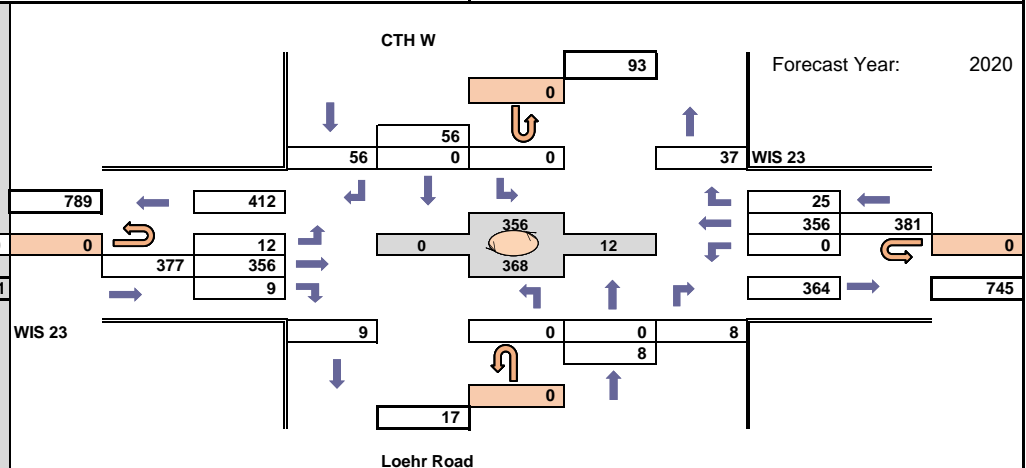 CTH W
93
Forecast Year: 2020
0
56
56 0 0 37 WIS 23
789 412 25
356
356 381
0 12 0 12 0 0
377 356 368
1 9 364 745
WIS 23 9 0 0 8
8
0
17
Loehr Road